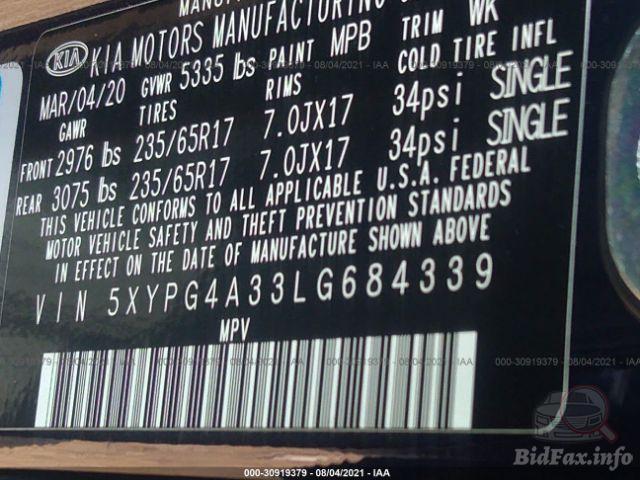 MANUF
KIA KIA MOTORS MANUFACTURING
MAR/04/20 GVWR 5335 lbs PAINT MPB TRIM WK
GAWR TIRES RIMS COLD TIRE INFL
FRONT 2976 lbs 235/65R17 7.0JX17 34psi SINGLE
REAR 3075 lbs 235/65R17 7.0JX17 34psi SINGLE
THIS VEHICLE CONFORMS TO ALL APPLICABLE U.S.A. FEDERAL
MOTOR VEHICLE SAFETY AND THEFT PREVENTION STANDARDS
IN EFFECT ON THE DATE OF MANUFACTURE SHOWN ABOVE
VIN 5XYPG4A33LG684339
MPV
000-30919379 - 08/04/2021 - IAA
BidFax.info